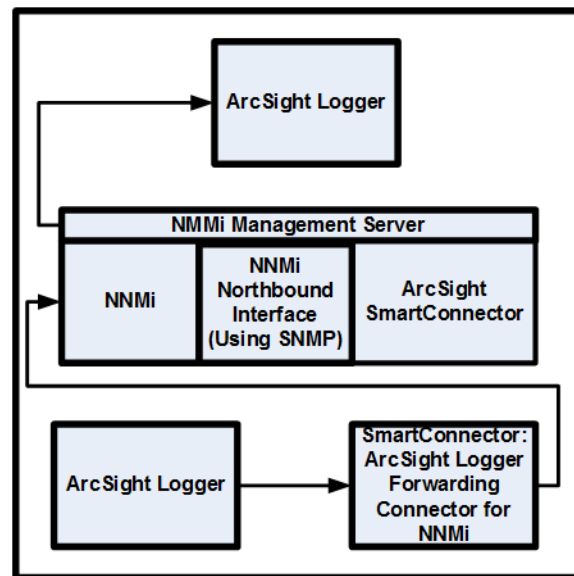 ArcSight Logger
NMMi Management Server
NNMi
NNMi
Northbound
Interface
(Using SNMP)
ArcSight
SmartConnector
ArcSight Logger
SmartConnector:
ArcSight Logger
Forwarding
Connector for
NNMi